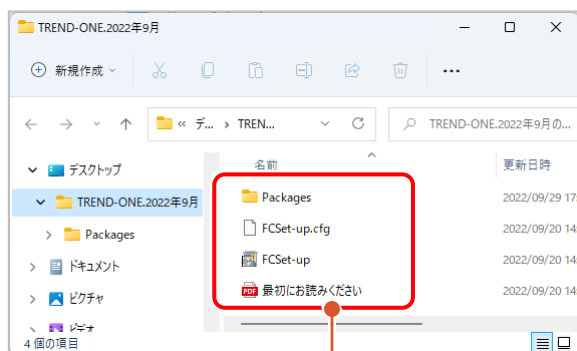 TREND-ONE.2022年9月
新規作成
« デ... › TREN...
TREND-ONE.2022年9月の...
名前 更新日時
デスクトップ
TREND-ONE.2022年9月
Packages
ドキュメント
ピクチャ
ビデオ
Packages 2022/09/29 17:
FCSet-up.cfg 2022/09/20 14:
FCSet-up 2022/09/20 14:
PDF 最初にお読みください 2022/09/20 14:
4 個の項目